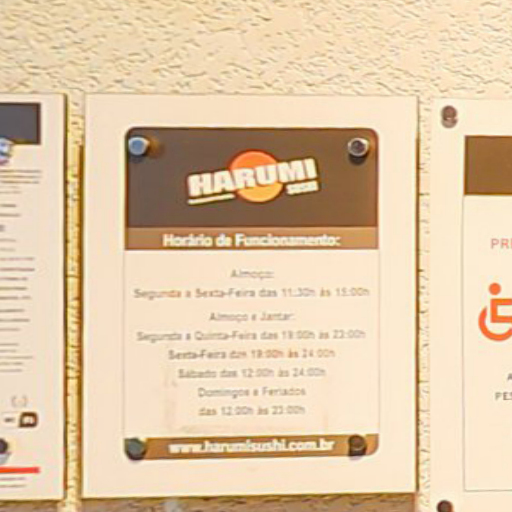 HARUMI
SUSHI
Horário de Funcionamento:
Almoço:
Segunda a Sexta-Feira das 11:30h às 15:00h
Almoço e Jantar:
Segunda a Quinta-Feira das 19:00h às 23:00h
Sexta-Feira das 19:00h às 24:00h
Sábado das 12:00h às 24:00h
Domingos e Feriados
das 12:00h às 23:00h
www.harumisushi.com.br
PRE
PES